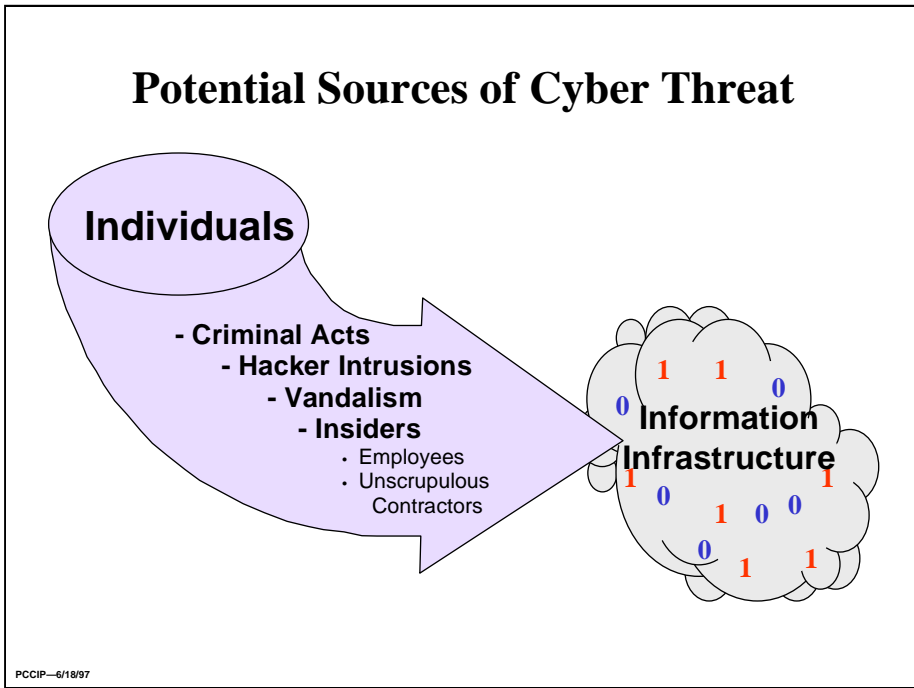 Potential Sources of Cyber Threat
Individuals
- Criminal Acts
- Hacker Intrusions
- Vandalism
- Insiders
• Employees
• Unscrupulous
Contractors
1 1
0 0
Information
Infrastructure
1 1
0 0
1 0
0
1 1
PCCIP—6/18/97